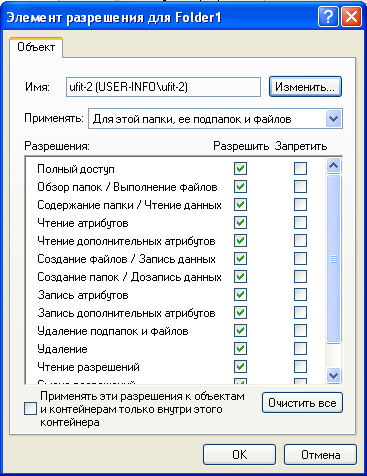 Элемент разрешения для Folder1
Объект
Имя: ufit-2 (USER-INFO\ufit-2) Изменить...
Применять: Для этой папки, ее подпапок и файлов
Разрешения: Разрешить Запретить
Полный доступ
Обзор папок / Выполнение файлов
Содержание папки / Чтение данных
Чтение атрибутов
Чтение дополнительных атрибутов
Создание файлов / Запись данных
Создание папок / Дозапись данных
Запись атрибутов
Запись дополнительных атрибутов
Удаление подпапок и файлов
Удаление
Чтение разрешений
Применять эти разрешения к объектам
и контейнерам только внутри этого
контейнера
Очистить все
OK Отмена